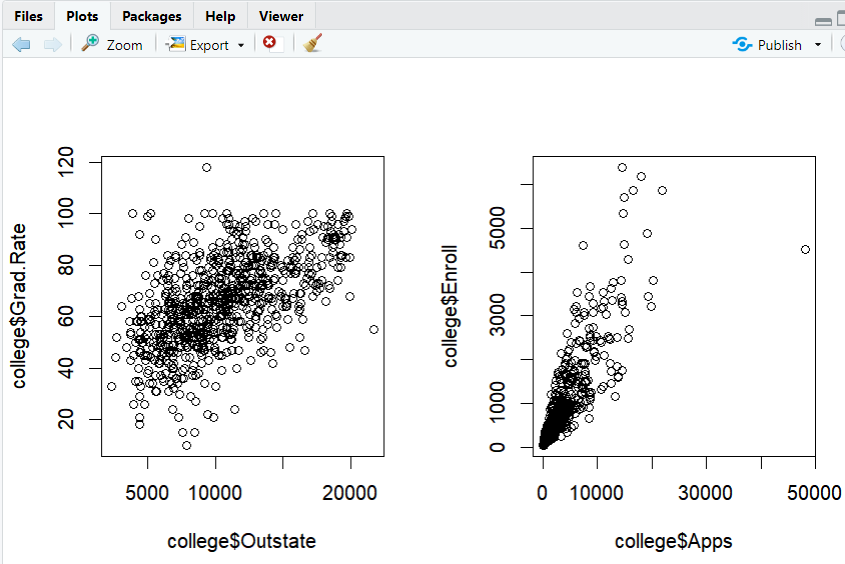 Files Plots Packages Help Viewer
Zoom Export Publish
college$Grad.Rate
120
100
80
60
40
20
5000 10000 20000
college$Outstate
college$Enroll
5000
3000
1000
0
0 10000 30000 50000
college$Apps